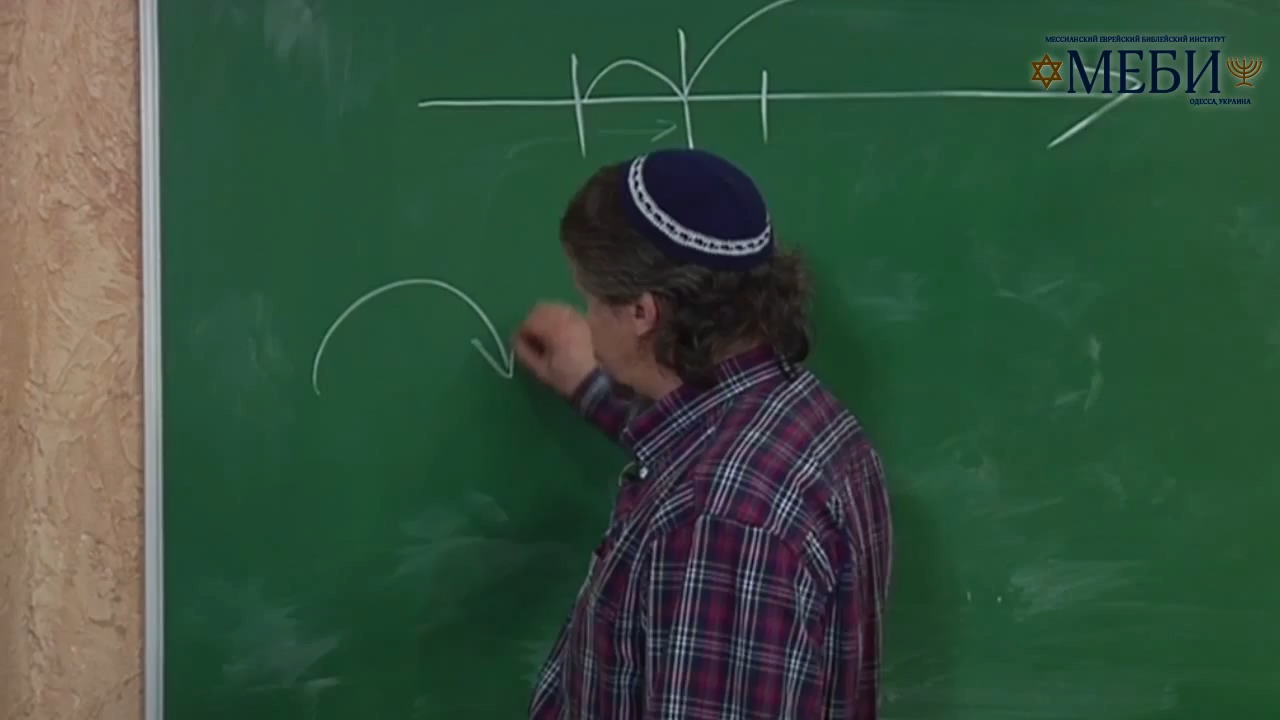 МЕССИАНСКИЙ ЕВРЕЙСКИЙ БИБЛЕЙСКИЙ ИНСТИТУТ
МЕБИ
ОДЕССА, УКРАИНА